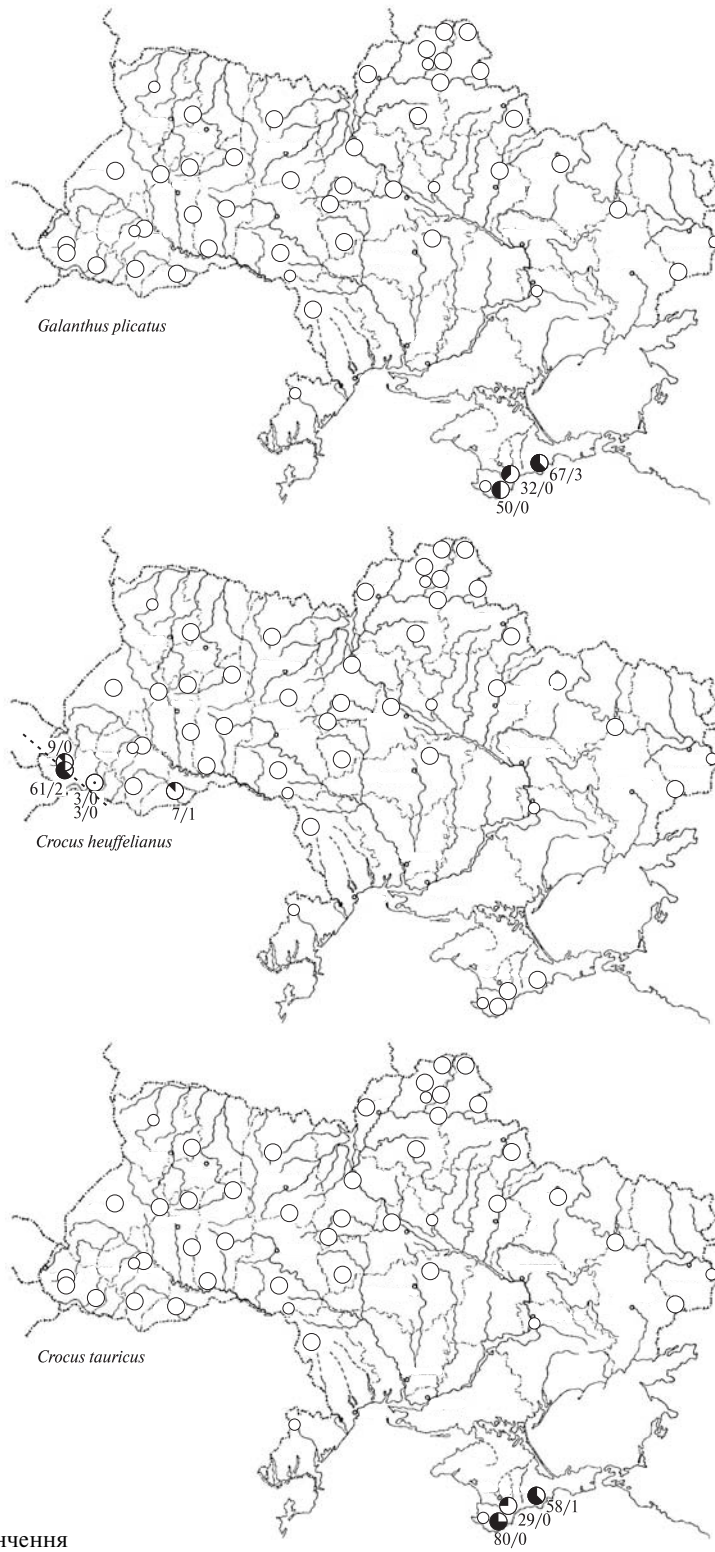 Galanthus plicatus
67/3
32/0
50/0
9/0
61/2
3/0
3/0
7/1
Crocus heuffelianus
Crocus tauricus
58/1
29/0
80/0
нчення